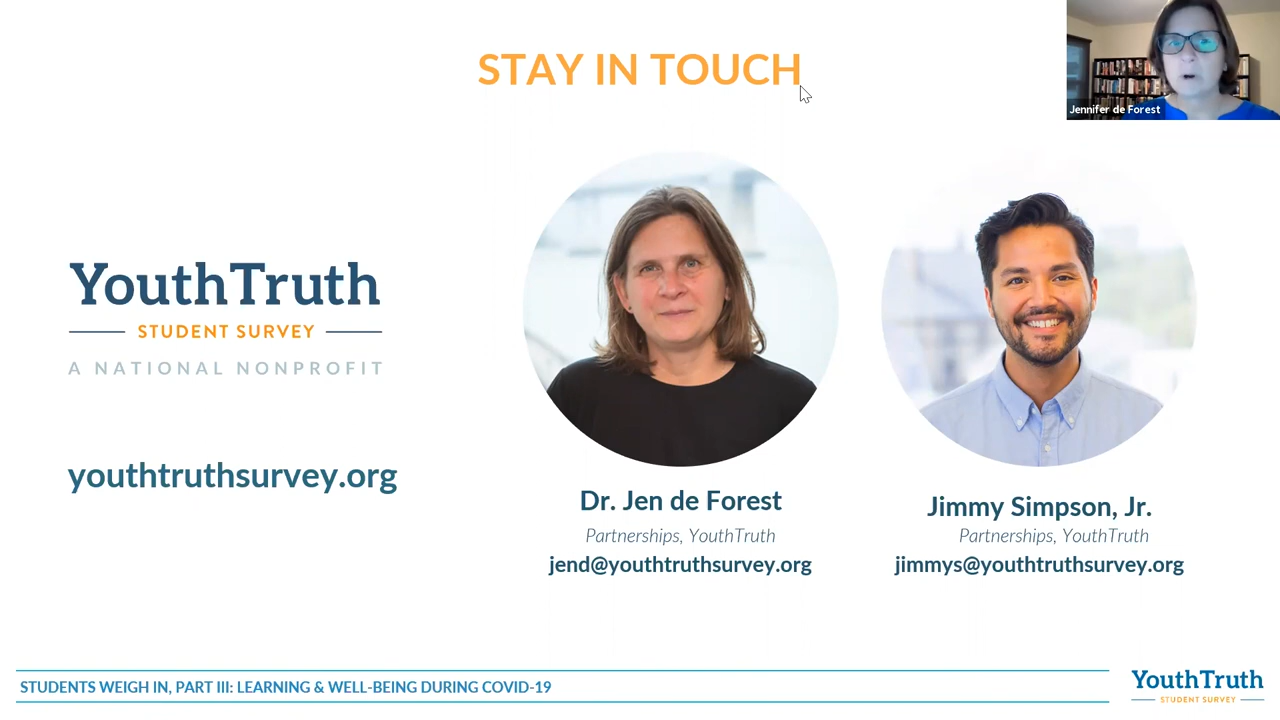 STAY IN TOUCH
Jennifer de Forest
YouthTruth
STUDENT SURVEY
A NATIONAL NONPROFIT
youthtruthsurvey.org
Dr. Jen de Forest
Partnerships, YouthTruth
jend@youthtruthsurvey.org
Jimmy Simpson, Jr.
Partnerships, YouthTruth
jimmys@youthtruthsurvey.org
STUDENTS WEIGH IN, PART III: LEARNING & WELL-BEING DURING COVID-19
YouthTruth
STUDENT SURVEY